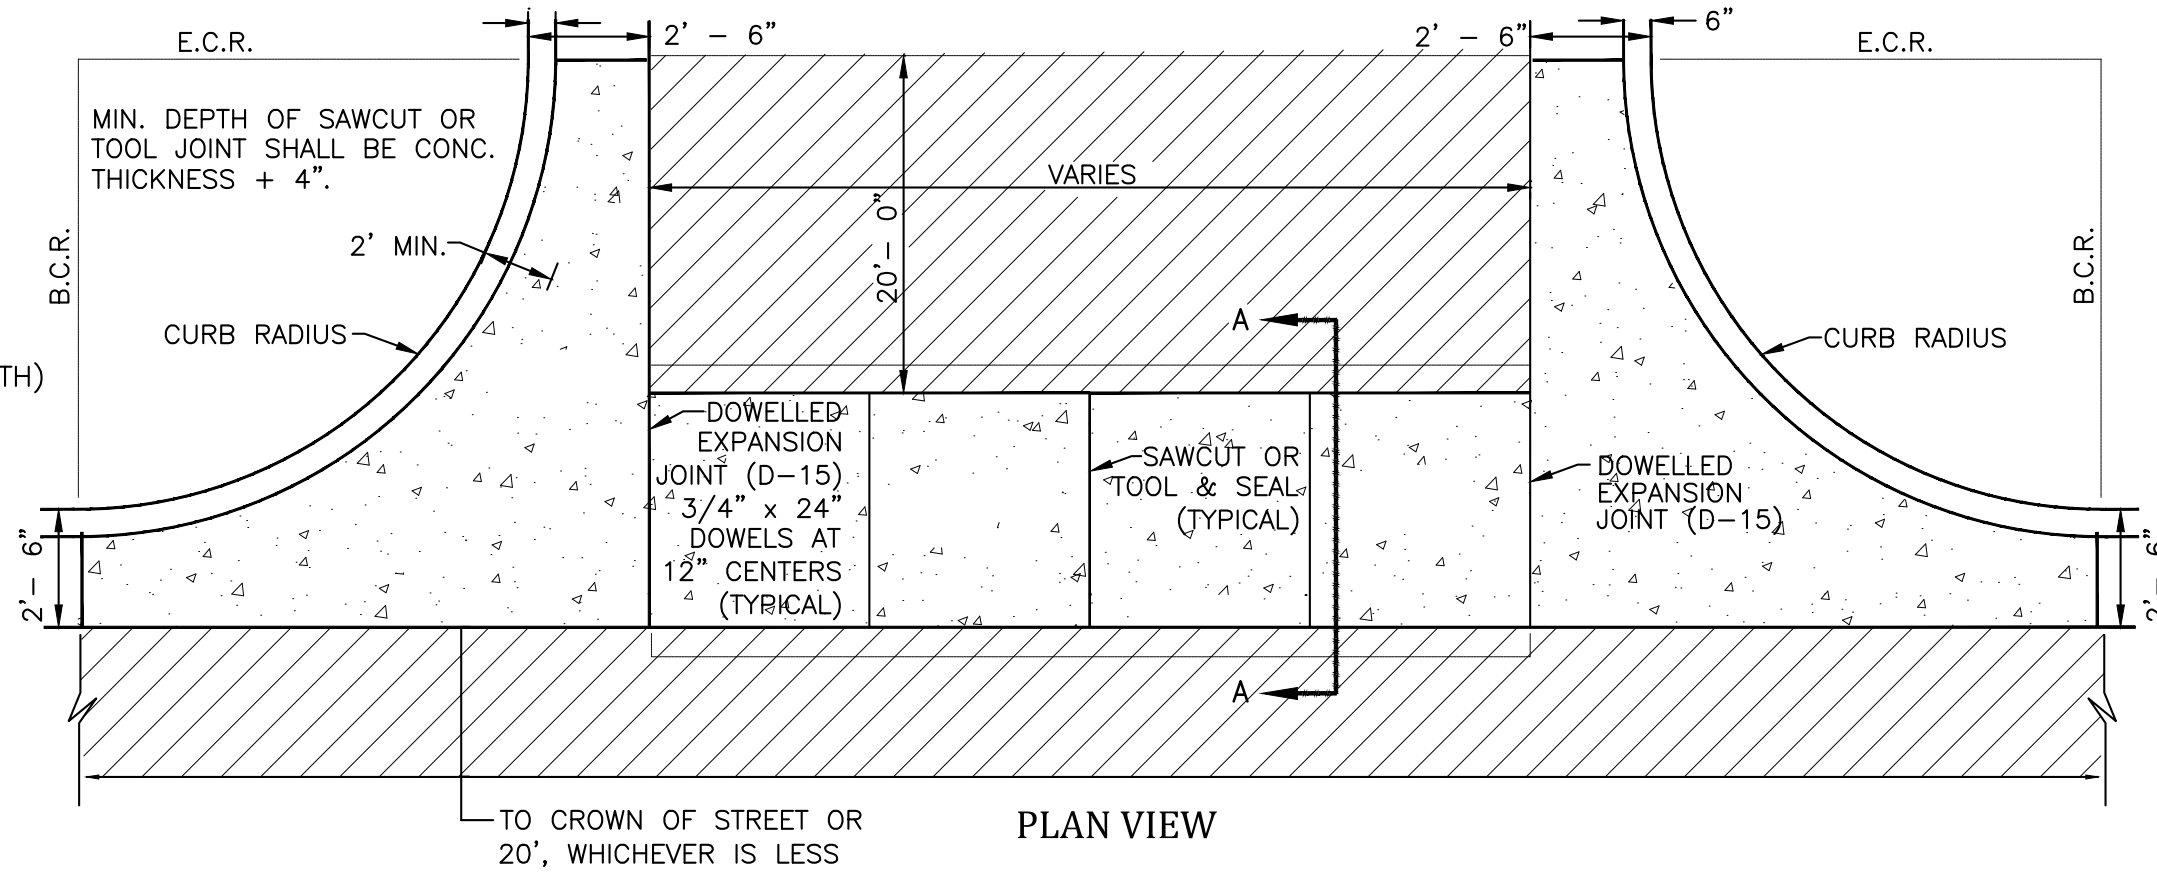 E.C.R.
2' - 6"
2' - 6"
6"
E.C.R.
MIN. DEPTH OF SAWCUT OR
TOOL JOINT SHALL BE CONC.
THICKNESS + 4".
VARIES
20'- 0"
B.C.R.
2' MIN.
B.C.R.
CURB RADIUS
A
CURB RADIUS
TH)
DOWELLED
EXPANSION
JOINT (D-15)
3/4" x 24"
DOWELS AT
12" CENTERS
(TYPICAL)
SAWCUT OR
TOOL & SEAL
(TYPICAL)
DOWELLED
EXPANSION
JOINT (D-15)
2'- 6"
2'- 6"
A
TO CROWN OF STREET OR
20', WHICHEVER IS LESS
PLAN VIEW